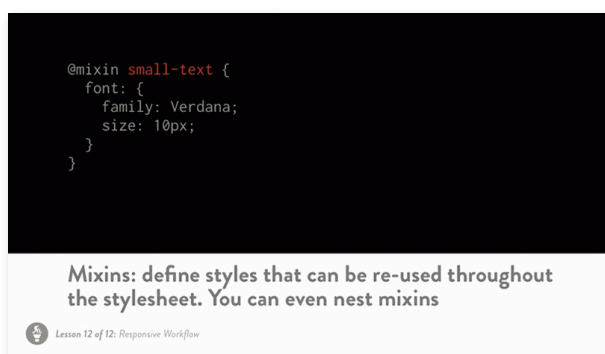 @mixin small-text {
font: {
family: Verdana;
size: 10px;
}
}
Mixins: define styles that can be re-used throughout
the stylesheet. You can even nest mixins
Lesson 12 of 12: Responsive Workflow